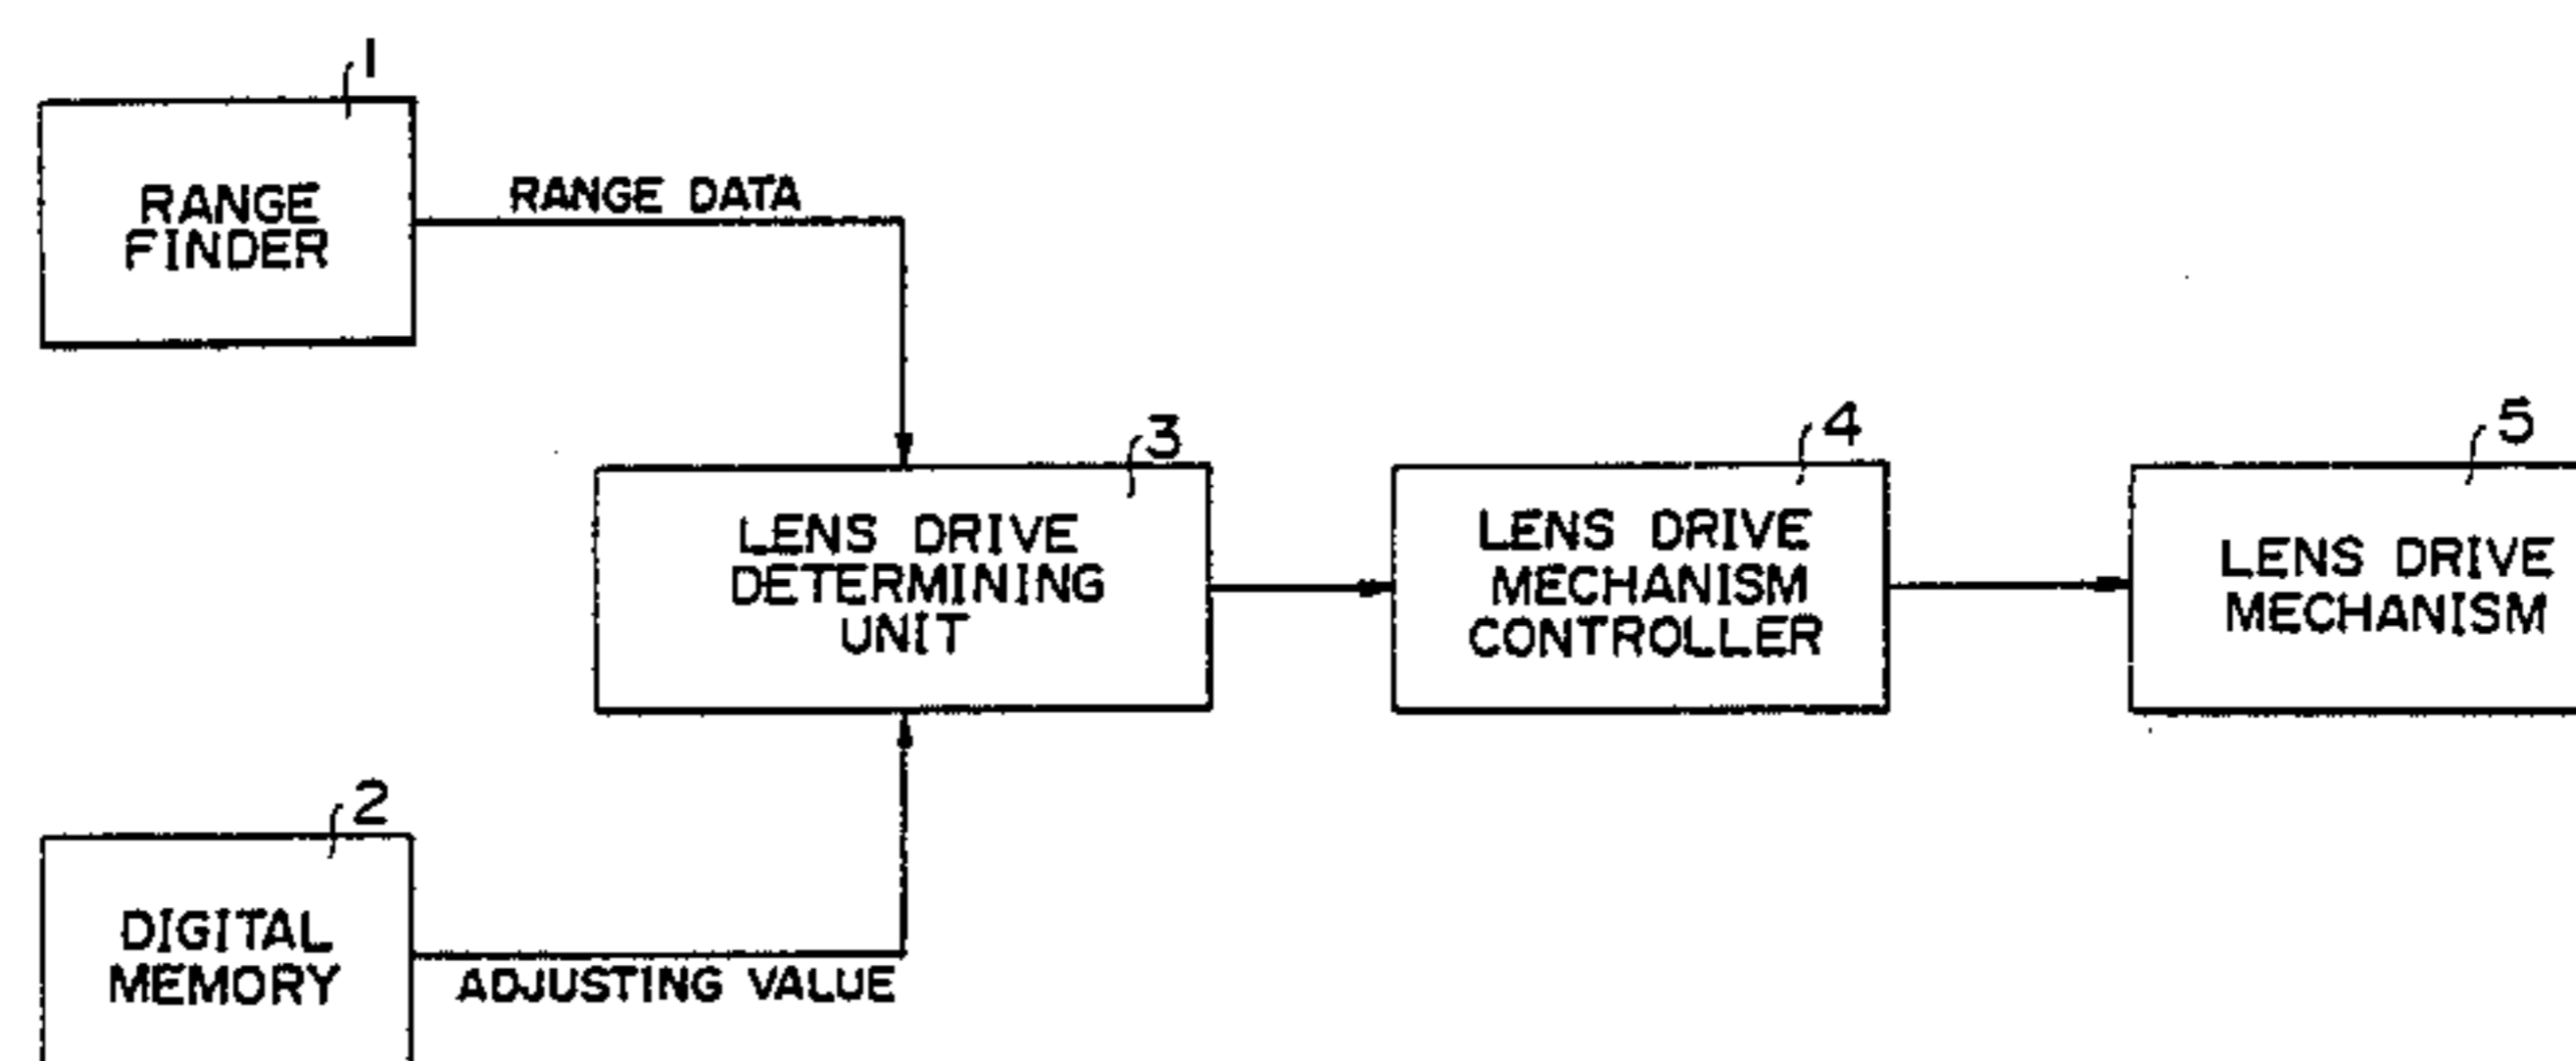 1
RANGE
FINDER
RANGE DATA
3
LENS DRIVE
DETERMINING
UNIT
4
LENS DRIVE
MECHANISM
CONTROLLER
5
LENS DRIVE
MECHANISM
2
DIGITAL
MEMORY
ADJUSTING VALUE